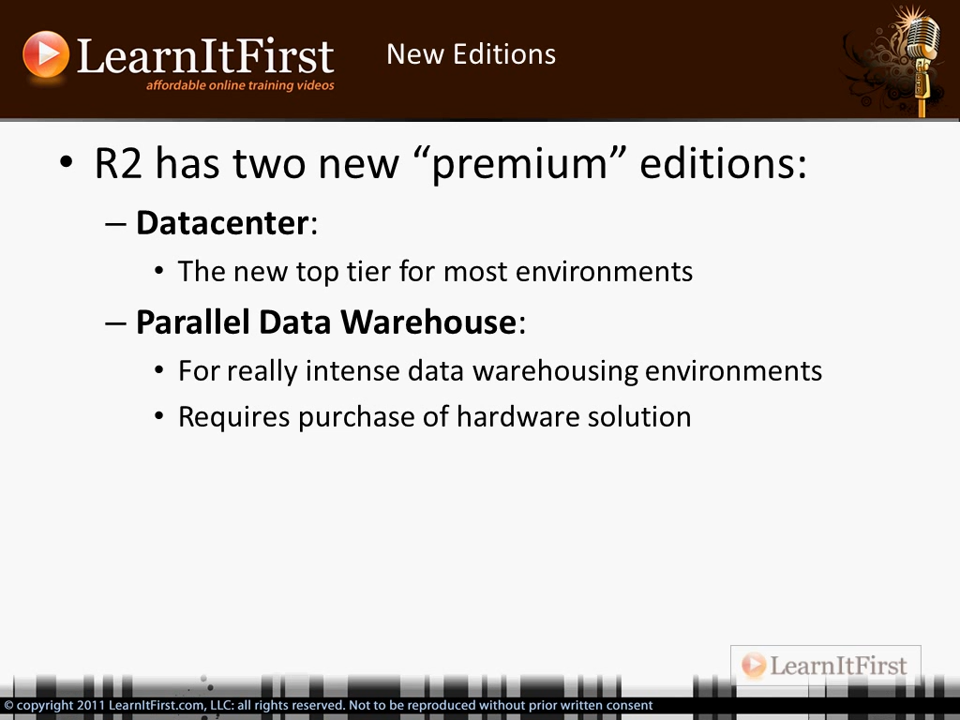 LearnItFirst
affordable online training videos
New Editions
• R2 has two new “premium” editions:
– Datacenter:
• The new top tier for most environments
– Parallel Data Warehouse:
• For really intense data warehousing environments
• Requires purchase of hardware solution
LearnItFirst
© copyright 2011 LearnItFirst.com, LLC: all rights reserved. Not to be reproduced without prior written consent